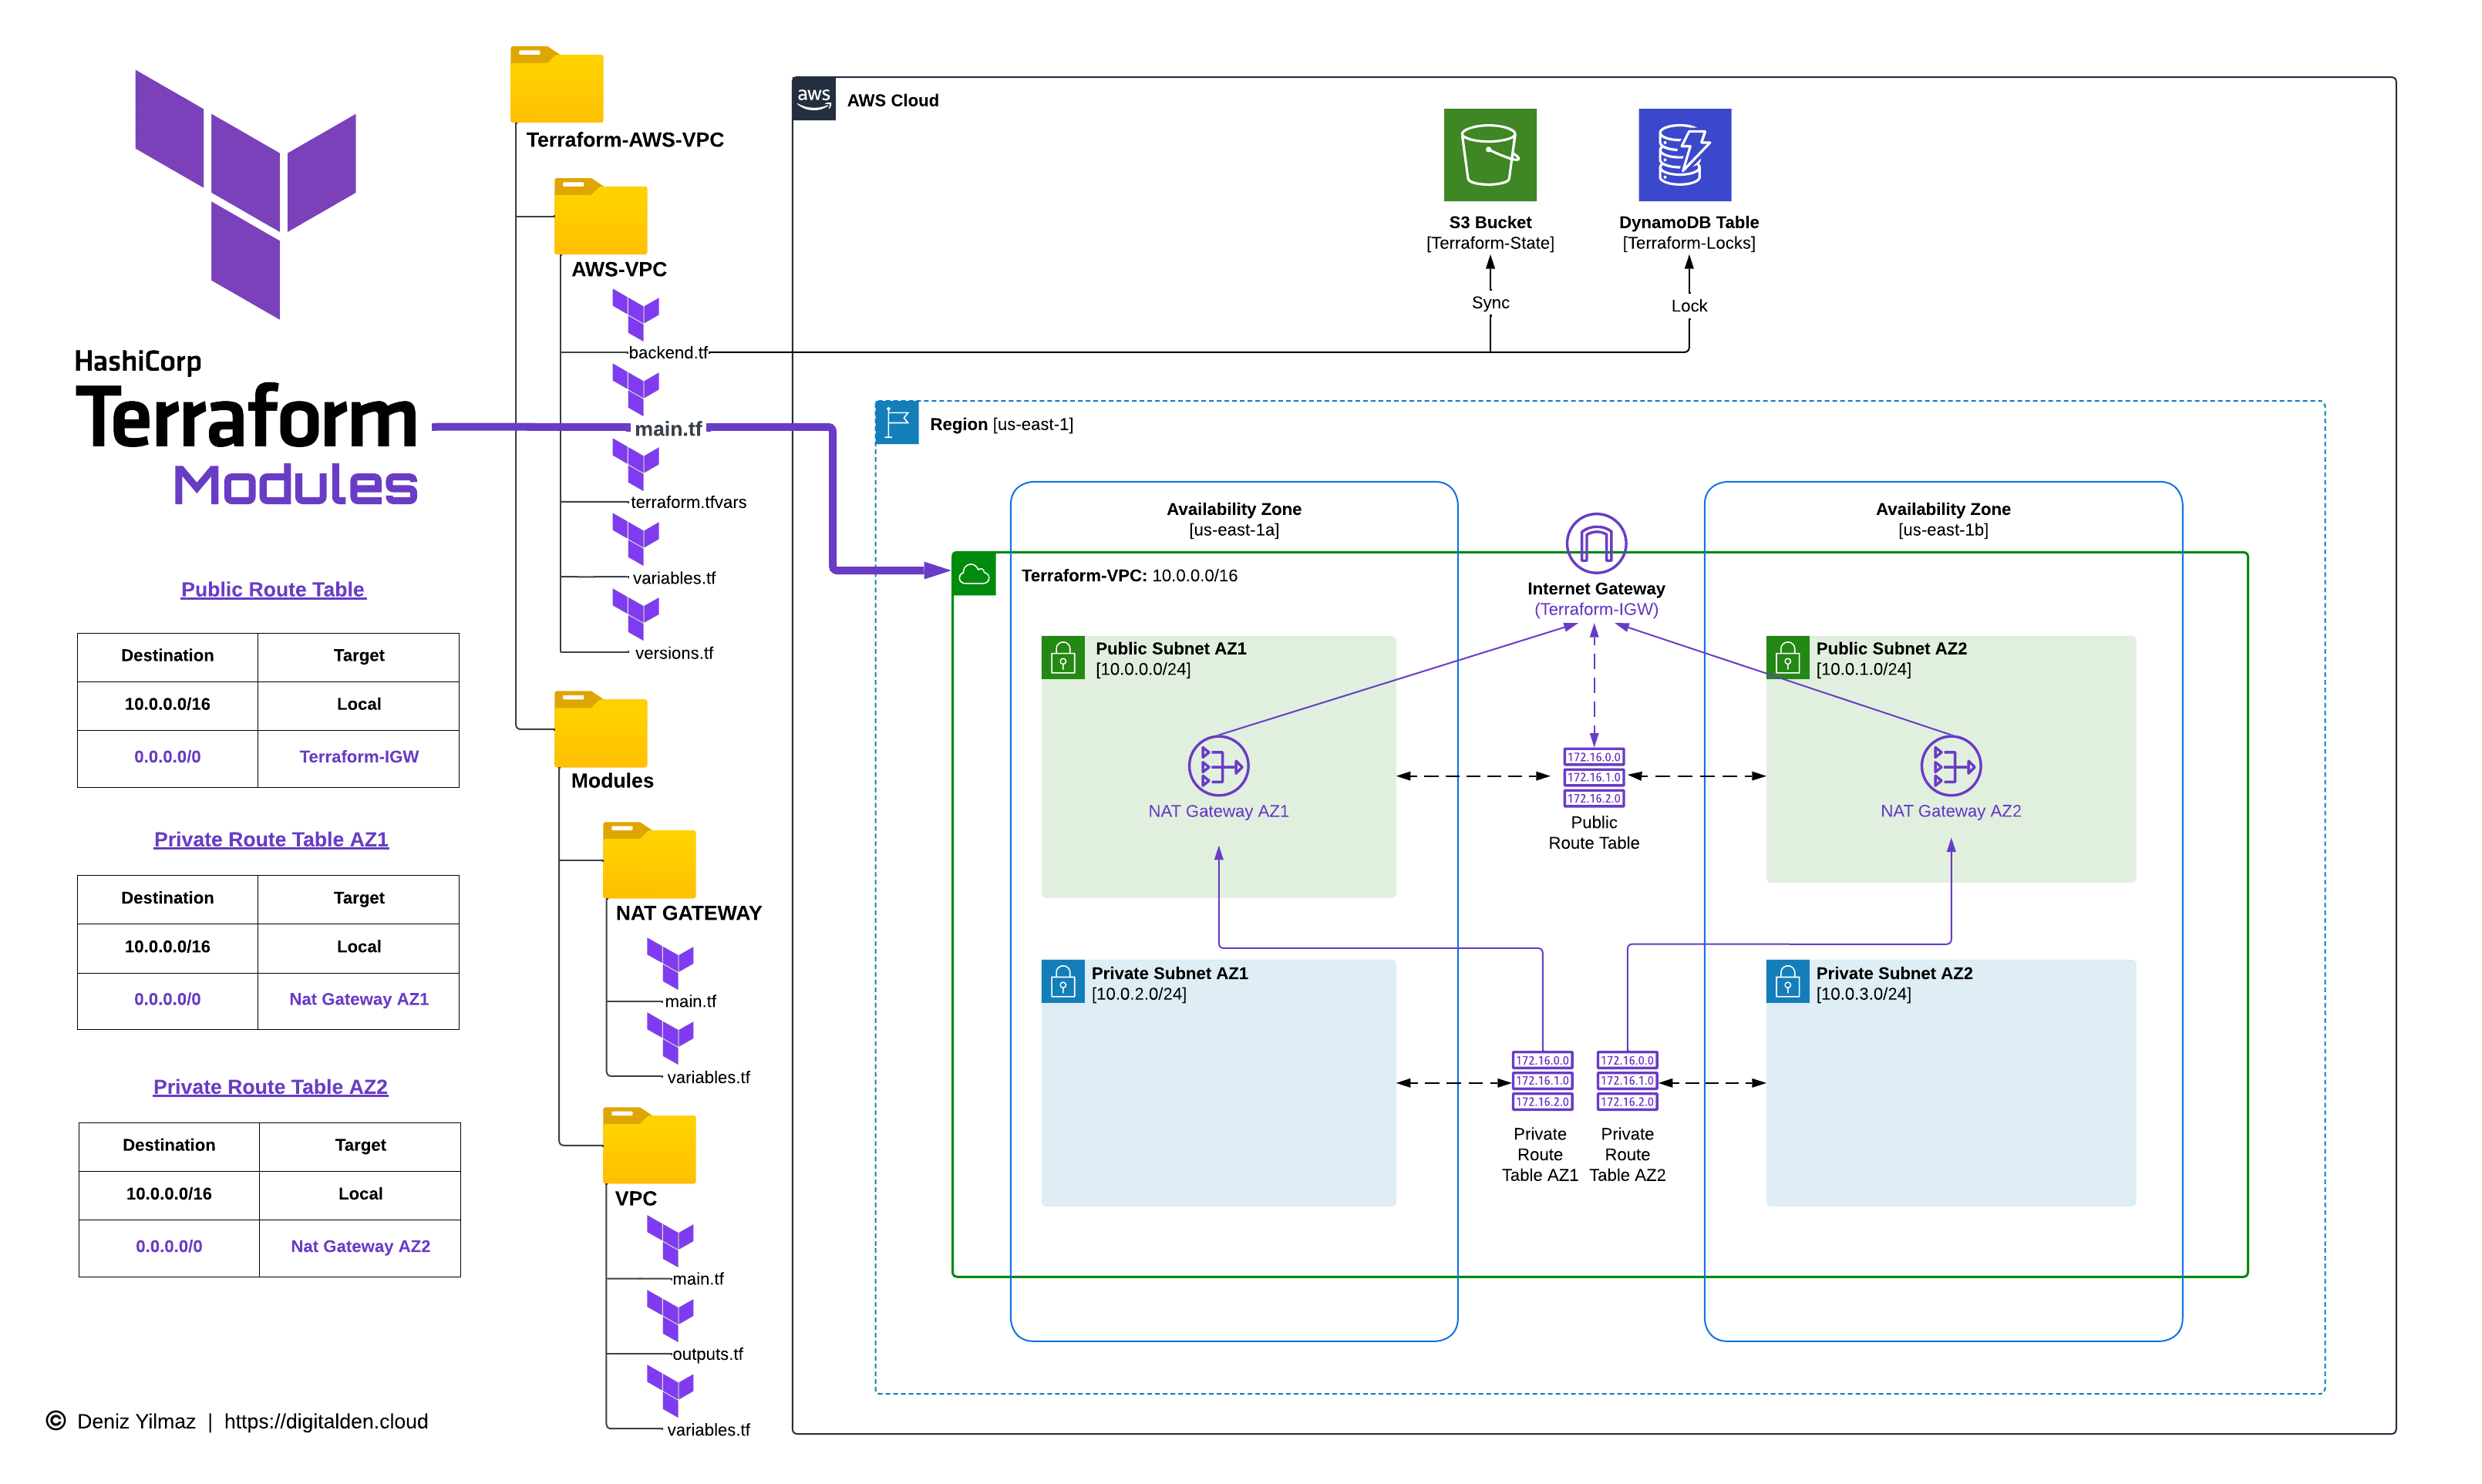 HashiCorp
Terraform
Modules
Public Route Table
Destination Target
10.0.0.0/16 Local
0.0.0.0/0 Terraform-IGW
Private Route Table AZ1
Destination Target
10.0.0.0/16 Local
0.0.0.0/0 Nat Gateway AZ1
Private Route Table AZ2
Destination Target
10.0.0.0/16 Local
0.0.0.0/0 Nat Gateway AZ2
© Deniz Yilmaz | https://digitalden.cloud
Terraform-AWS-VPC
AWS-VPC
backend.tf
main.tf
terraform.tfvars
variables.tf
versions.tf
Modules
NAT GATEWAY
main.tf
variables.tf
VPC
main.tf
outputs.tf
variables.tf
aws
AWS Cloud
S3 Bucket
[Terraform-State]
Sync
DynamoDB Table
[Terraform-Locks]
Lock
Region [us-east-1]
Availability Zone
[us-east-1a]
Availability Zone
[us-east-1b]
Terraform-VPC: 10.0.0.0/16
Internet Gateway
(Terraform-IGW)
Public Subnet AZ1
[10.0.0.0/24]
NAT Gateway AZ1
172.16.0.0
172.16.1.0
172.16.2.0
Public
Route Table
Public Subnet AZ2
[10.0.1.0/24]
NAT Gateway AZ2
Private Subnet AZ1
[10.0.2.0/24]
172.16.0.0
172.16.1.0
172.16.2.0
Private
Route
Table AZ1
172.16.0.0
172.16.1.0
172.16.2.0
Private
Route
Table AZ2
Private Subnet AZ2
[10.0.3.0/24]